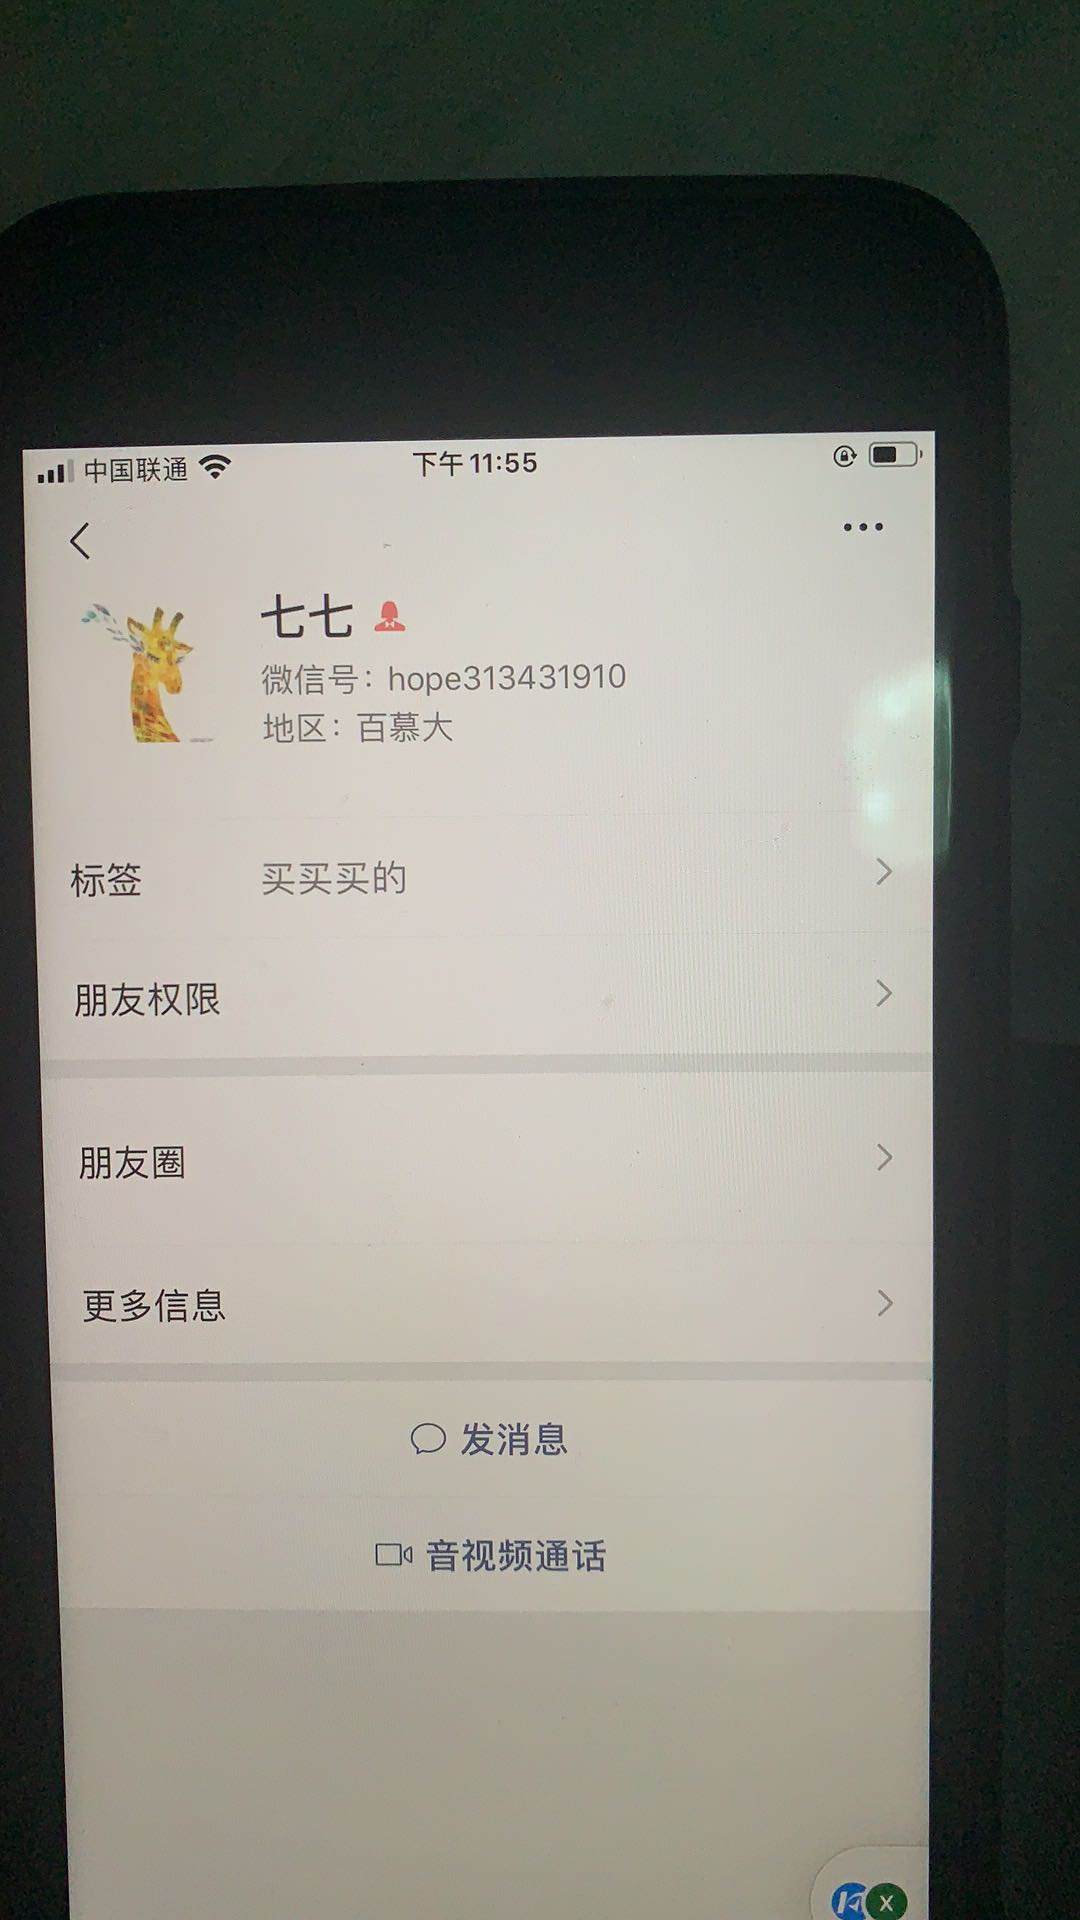 中国联通 下午11:55
七七
微信号：hope313431910
地区：百慕大
标签 买买买的
朋友权限
朋友圈
更多信息
发消息
音视频通话
X